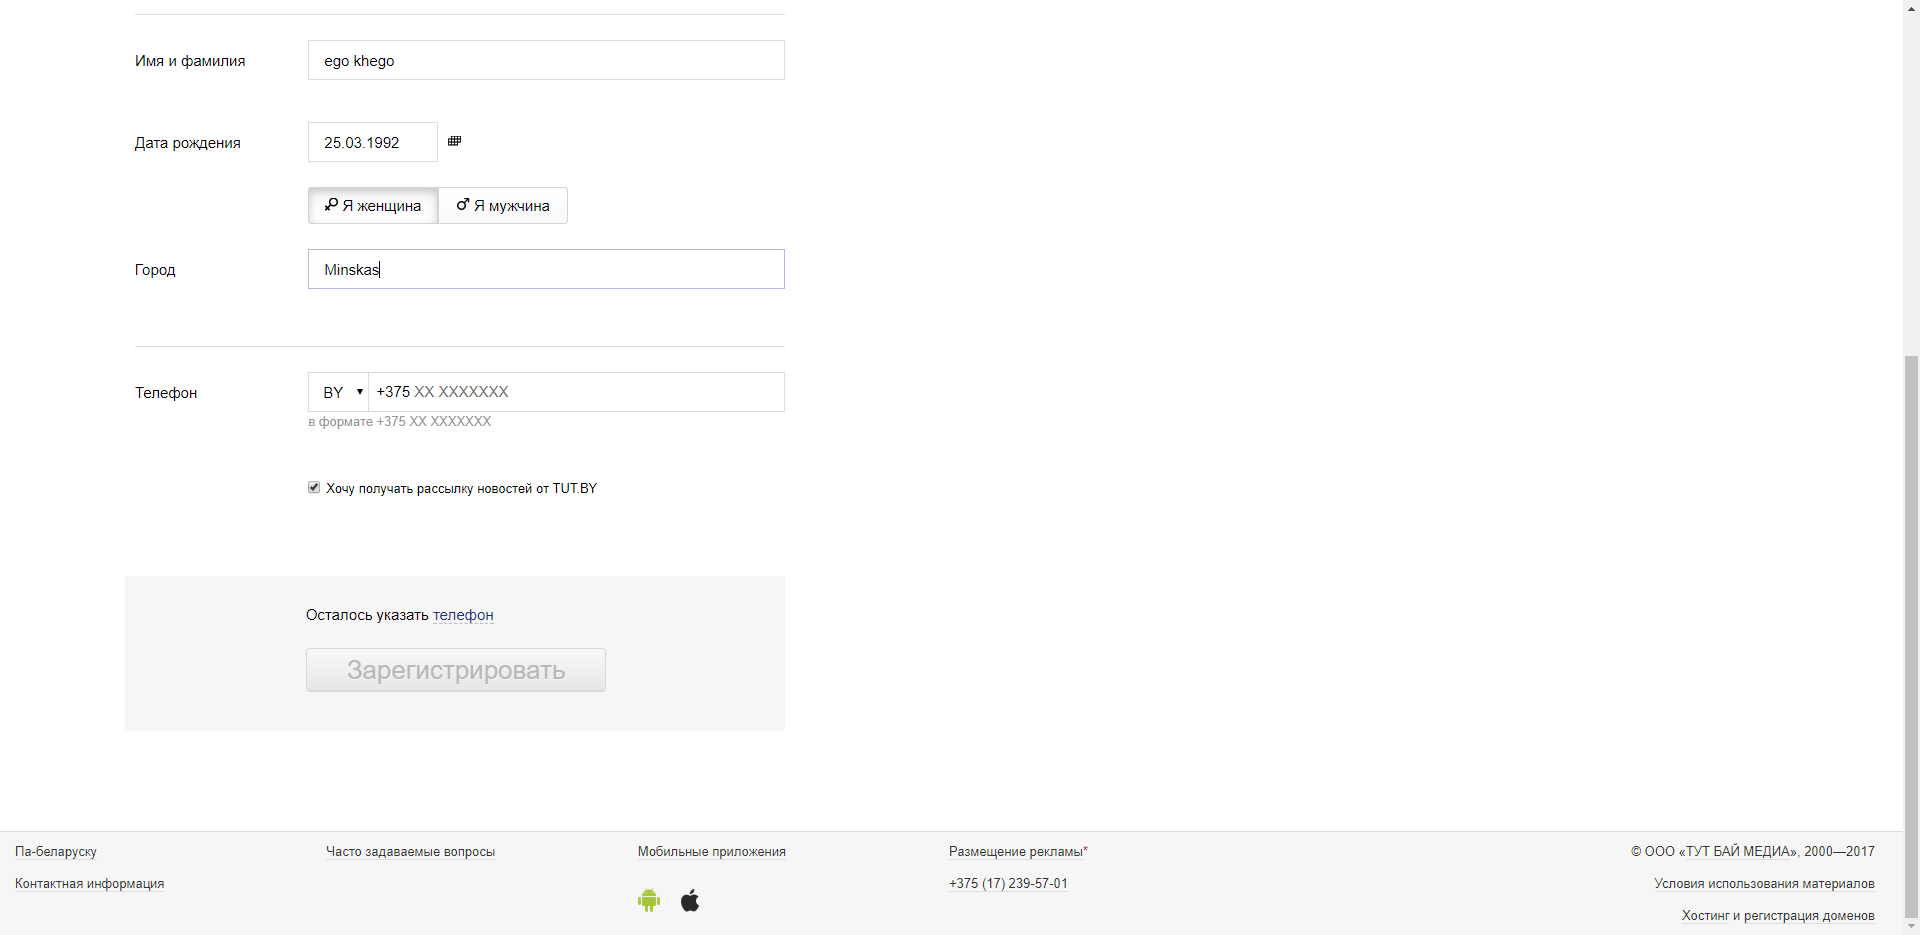 Имя и фамилия
ego khego
Дата рождения
25.03.1992
Я женщина
Я мужчина
Город
Minskas
Телефон
BY
+375 XX XXXXXXX
в формате +375 XX XXXXXXX
Хочу получать рассылку новостей от TUT.BY
Осталось указать телефон
Зарегистрировать
Па-беларуску
Часто задаваемые вопросы
Мобильные приложения
Размещение рекламы*
© ООО «ТУТ БАЙ МЕДИА», 2000—2017
Контактная информация
+375 (17) 239-57-01
Условия использования материалов
Хостинг и регистрация доменов